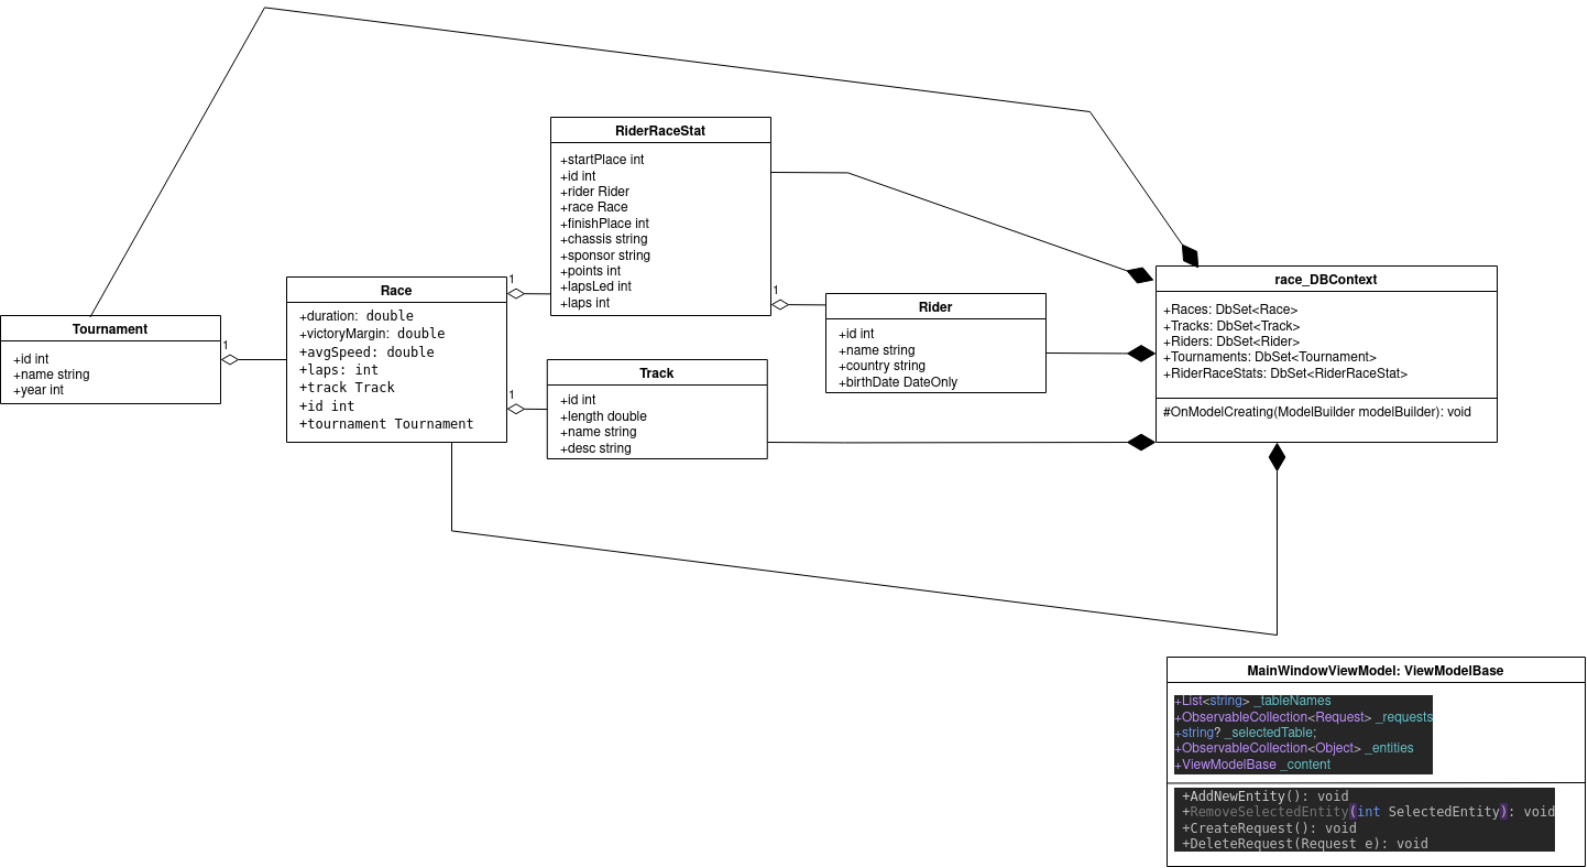 RiderRaceStat
+startPlace int
+id int
+rider Rider
+race Race
+finishPlace int
+chassis string
+sponsor string
+points int
+lapsLed int
+laps int
1
1
race_DBContext
+Races: DbSet<Race>
+Tracks: DbSet<Track>
+Riders: DbSet<Rider>
+Tournaments: DbSet<Tournament>
+RiderRaceStats: DbSet<RiderRaceStat>
#OnModelCreating(ModelBuilder modelBuilder): void
Race
+duration: double
+victoryMargin: double
+avgSpeed: double
+laps: int
+track Track
+id int
+tournament Tournament
Rider
+id int
+name string
+country string
+birthDate DateOnly
Tournament
+id int
+name string
+year int
1
1
Track
+id int
+length double
+name string
+desc string
MainWindowViewModel: ViewModelBase
+List<string> _tableNames
+ObservableCollection<Request> _requests
+string? _selectedTable;
+ObservableCollection<Object> _entities
+ViewModelBase _content
+AddNewEntity(): void
+RemoveSelectedEntity(int SelectedEntity): void
+CreateRequest(): void
+DeleteRequest(Request e): void